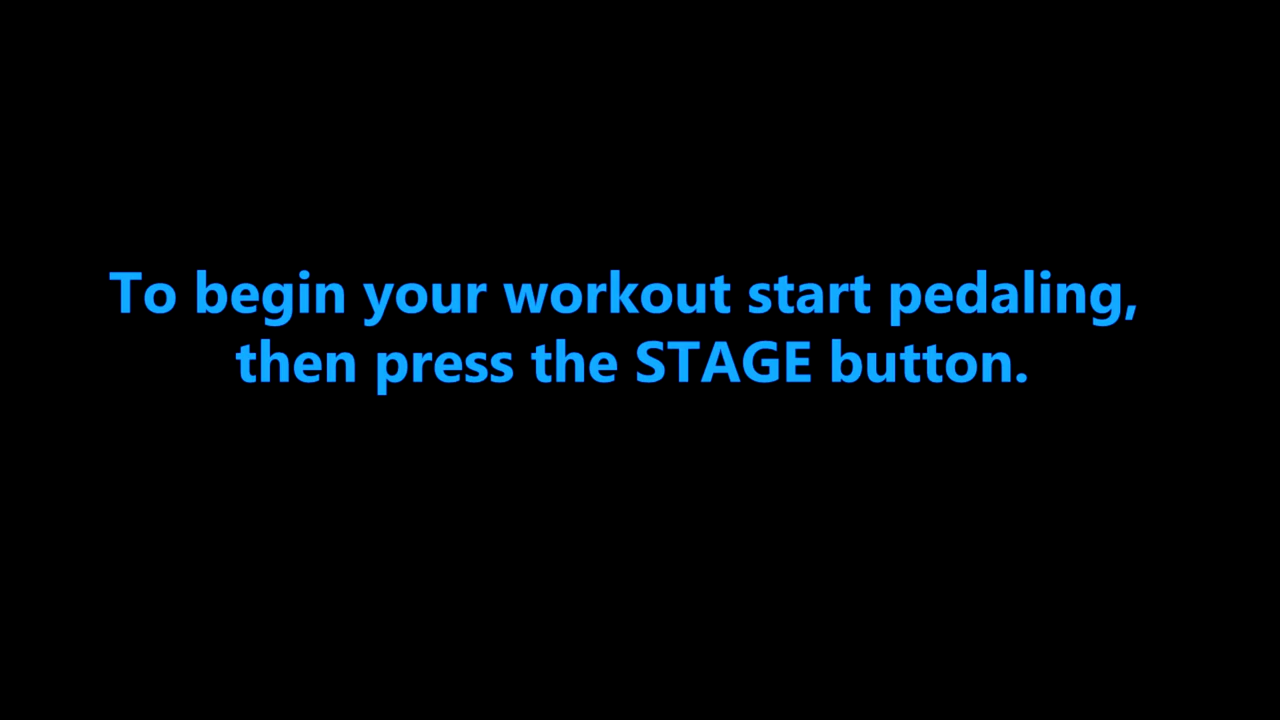 To begin your workout start pedaling,
then press the STAGE button.